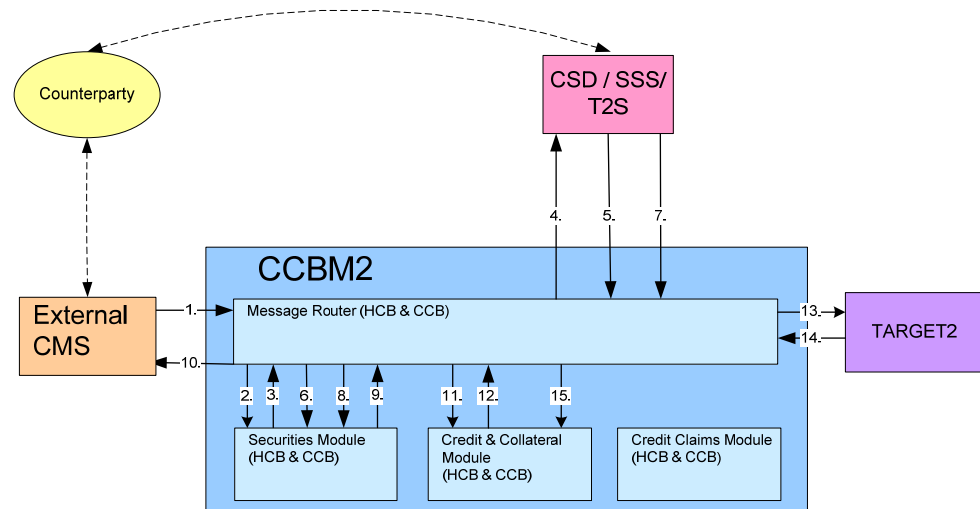 Counterparty
CSD / SSS/
T2S
4.
5.
7.
CCBM2
External
CMS
1.
Message Router (HCB & CCB)
13.
14.
TARGET2
10.
2.
3.
6.
8.
9.
11.
12.
15.
Securities Module
(HCB & CCB)
Credit & Collateral
Module
(HCB & CCB)
Credit Claims Module
(HCB & CCB)